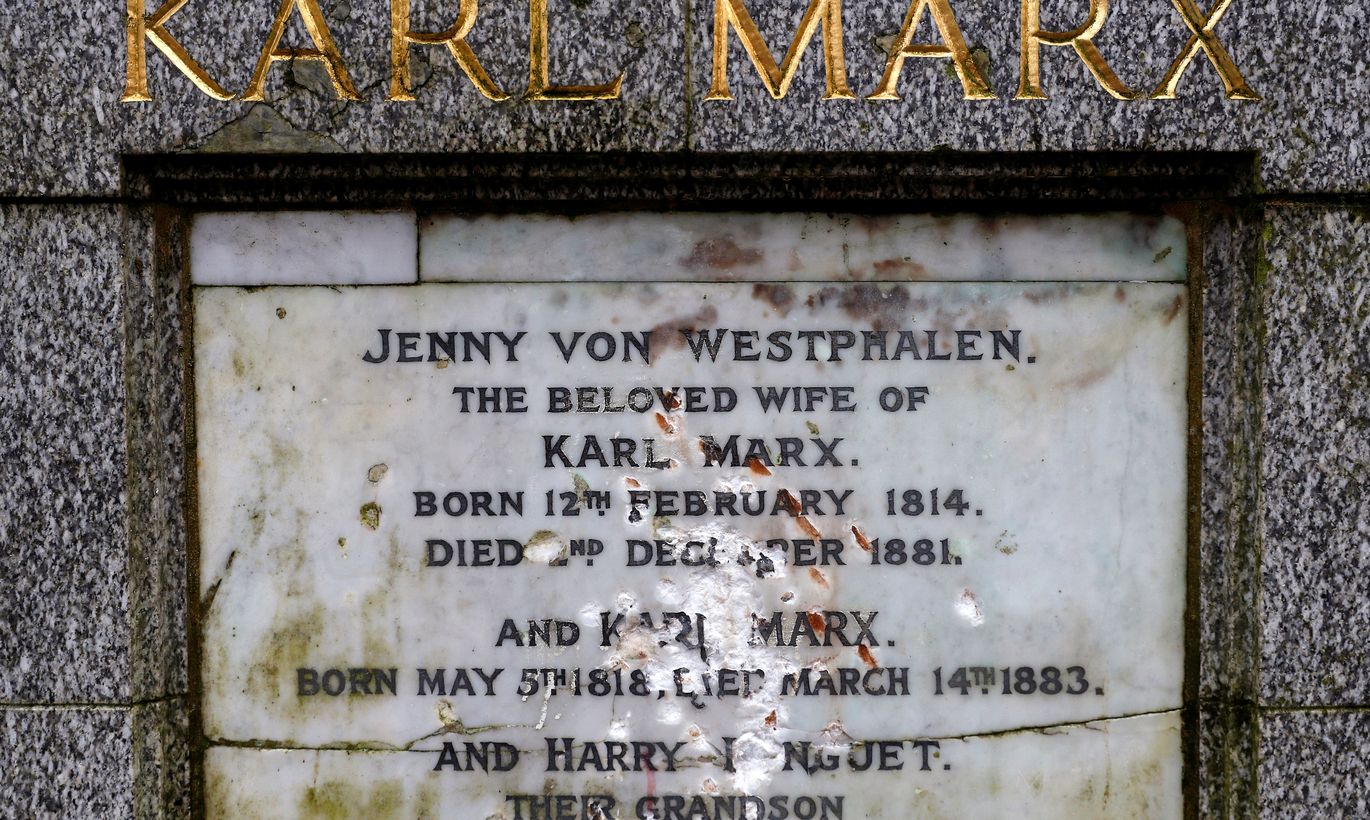 KARL MARX
JENNY VON WESTPHALEN.
THE BELOVED WIFE OF
KARL MARX.
BORN 12TH FEBRUARY 1814.
DIED 2ND DECEMBER 1881.
AND KARL MARX.
BORN MAY 5TH 1818, DIED MARCH 14TH 1883.
AND HARRY LONGUET.
THEIR GRANDSON